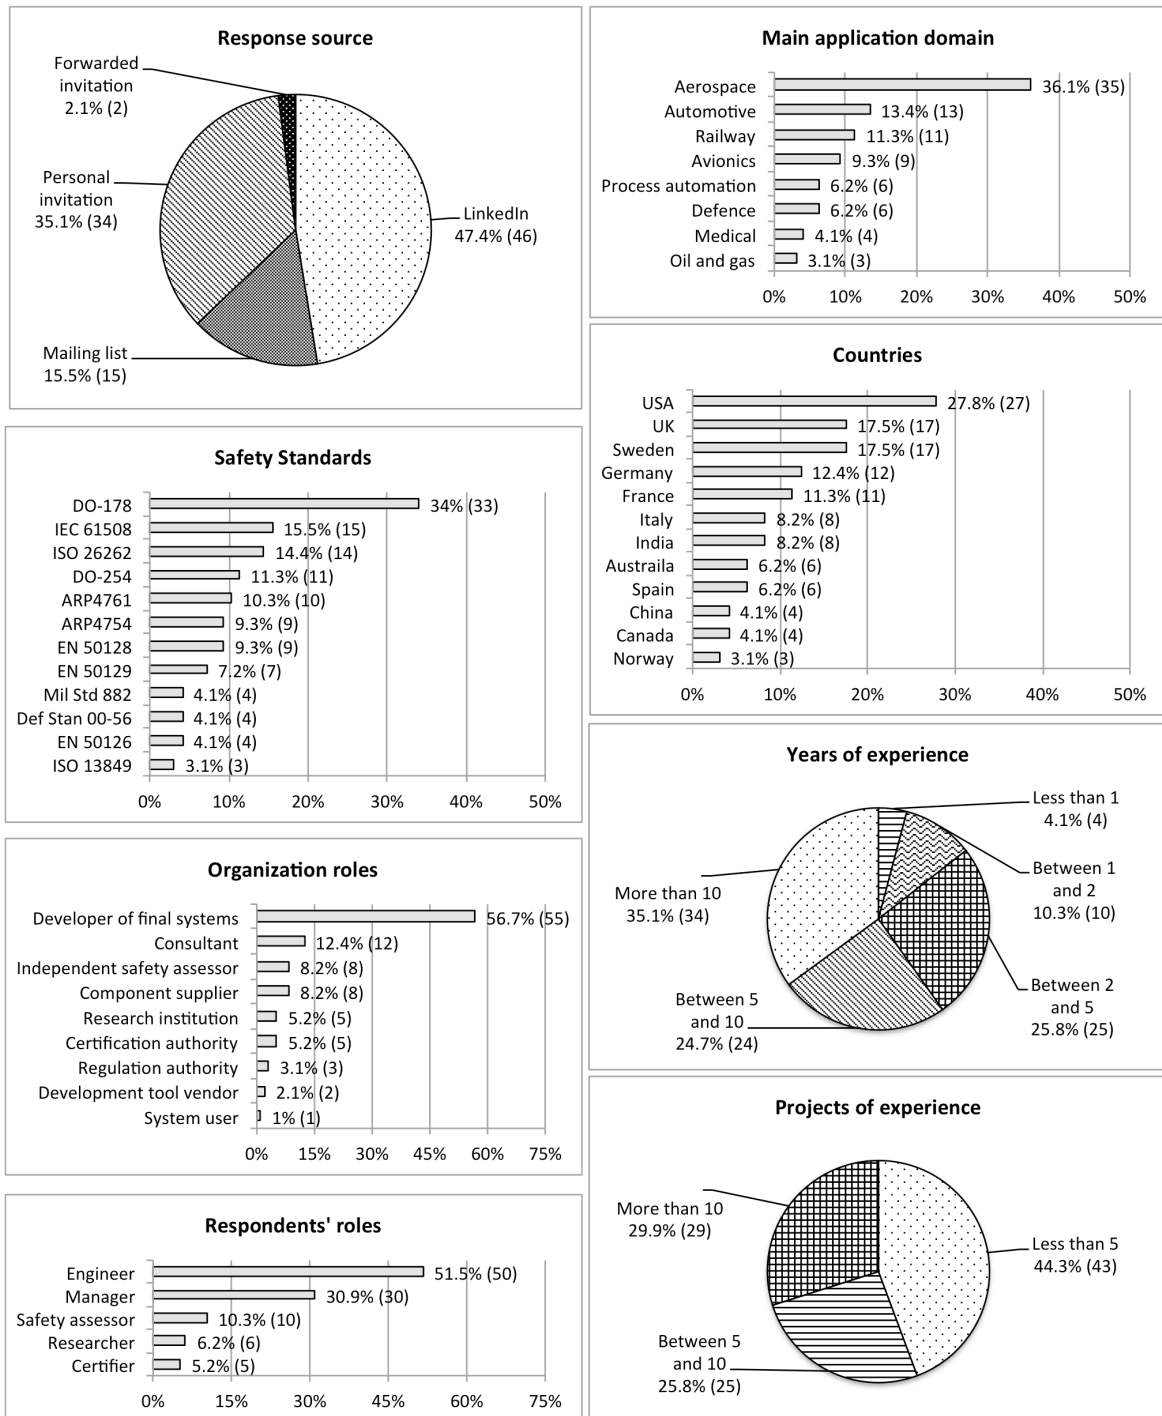 Response source
Forwarded
invitation
2.1% (2)
Personal
invitation
35.1% (34)
LinkedIn
47.4% (46)
Mailing list
15.5% (15)
Safety Standards
DO-178 34% (33)
IEC 61508 15.5% (15)
ISO 26262 14.4% (14)
DO-254 11.3% (11)
ARP4761 10.3% (10)
ARP4754 9.3% (9)
EN 50128 9.3% (9)
EN 50129 7.2% (7)
Mil Std 882 4.1% (4)
Def Stan 00-56 4.1% (4)
EN 50126 4.1% (4)
ISO 13849 3.1% (3)
0% 10% 20% 30% 40% 50%
Organization roles
Developer of final systems 56.7% (55)
Consultant 12.4% (12)
Independent safety assessor 8.2% (8)
Component supplier 8.2% (8)
Research institution 5.2% (5)
Certification authority 5.2% (5)
Regulation authority 3.1% (3)
Development tool vendor 2.1% (2)
System user 1% (1)
0% 15% 30% 45% 60% 75%
Respondents' roles
Engineer 51.5% (50)
Manager 30.9% (30)
Safety assessor 10.3% (10)
Researcher 6.2% (6)
Certifier 5.2% (5)
0% 15% 30% 45% 60% 75%
Main application domain
Aerospace 36.1% (35)
Automotive 13.4% (13)
Railway 11.3% (11)
Avionics 9.3% (9)
Process automation 6.2% (6)
Defence 6.2% (6)
Medical 4.1% (4)
Oil and gas 3.1% (3)
0% 10% 20% 30% 40% 50%
Countries
USA 27.8% (27)
UK 17.5% (17)
Sweden 17.5% (17)
Germany 12.4% (12)
France 11.3% (11)
Italy 8.2% (8)
India 8.2% (8)
Austraila 6.2% (6)
Spain 6.2% (6)
China 4.1% (4)
Canada 4.1% (4)
Norway 3.1% (3)
0% 10% 20% 30% 40% 50%
Years of experience
Less than 1
4.1% (4)
Between 1
and 2
10.3% (10)
More than 10
35.1% (34)
Between 2
and 5
25.8% (25)
Between 5
and 10
24.7% (24)
Projects of experience
More than 10
29.9% (29)
Less than 5
44.3% (43)
Between 5
and 10
25.8% (25)